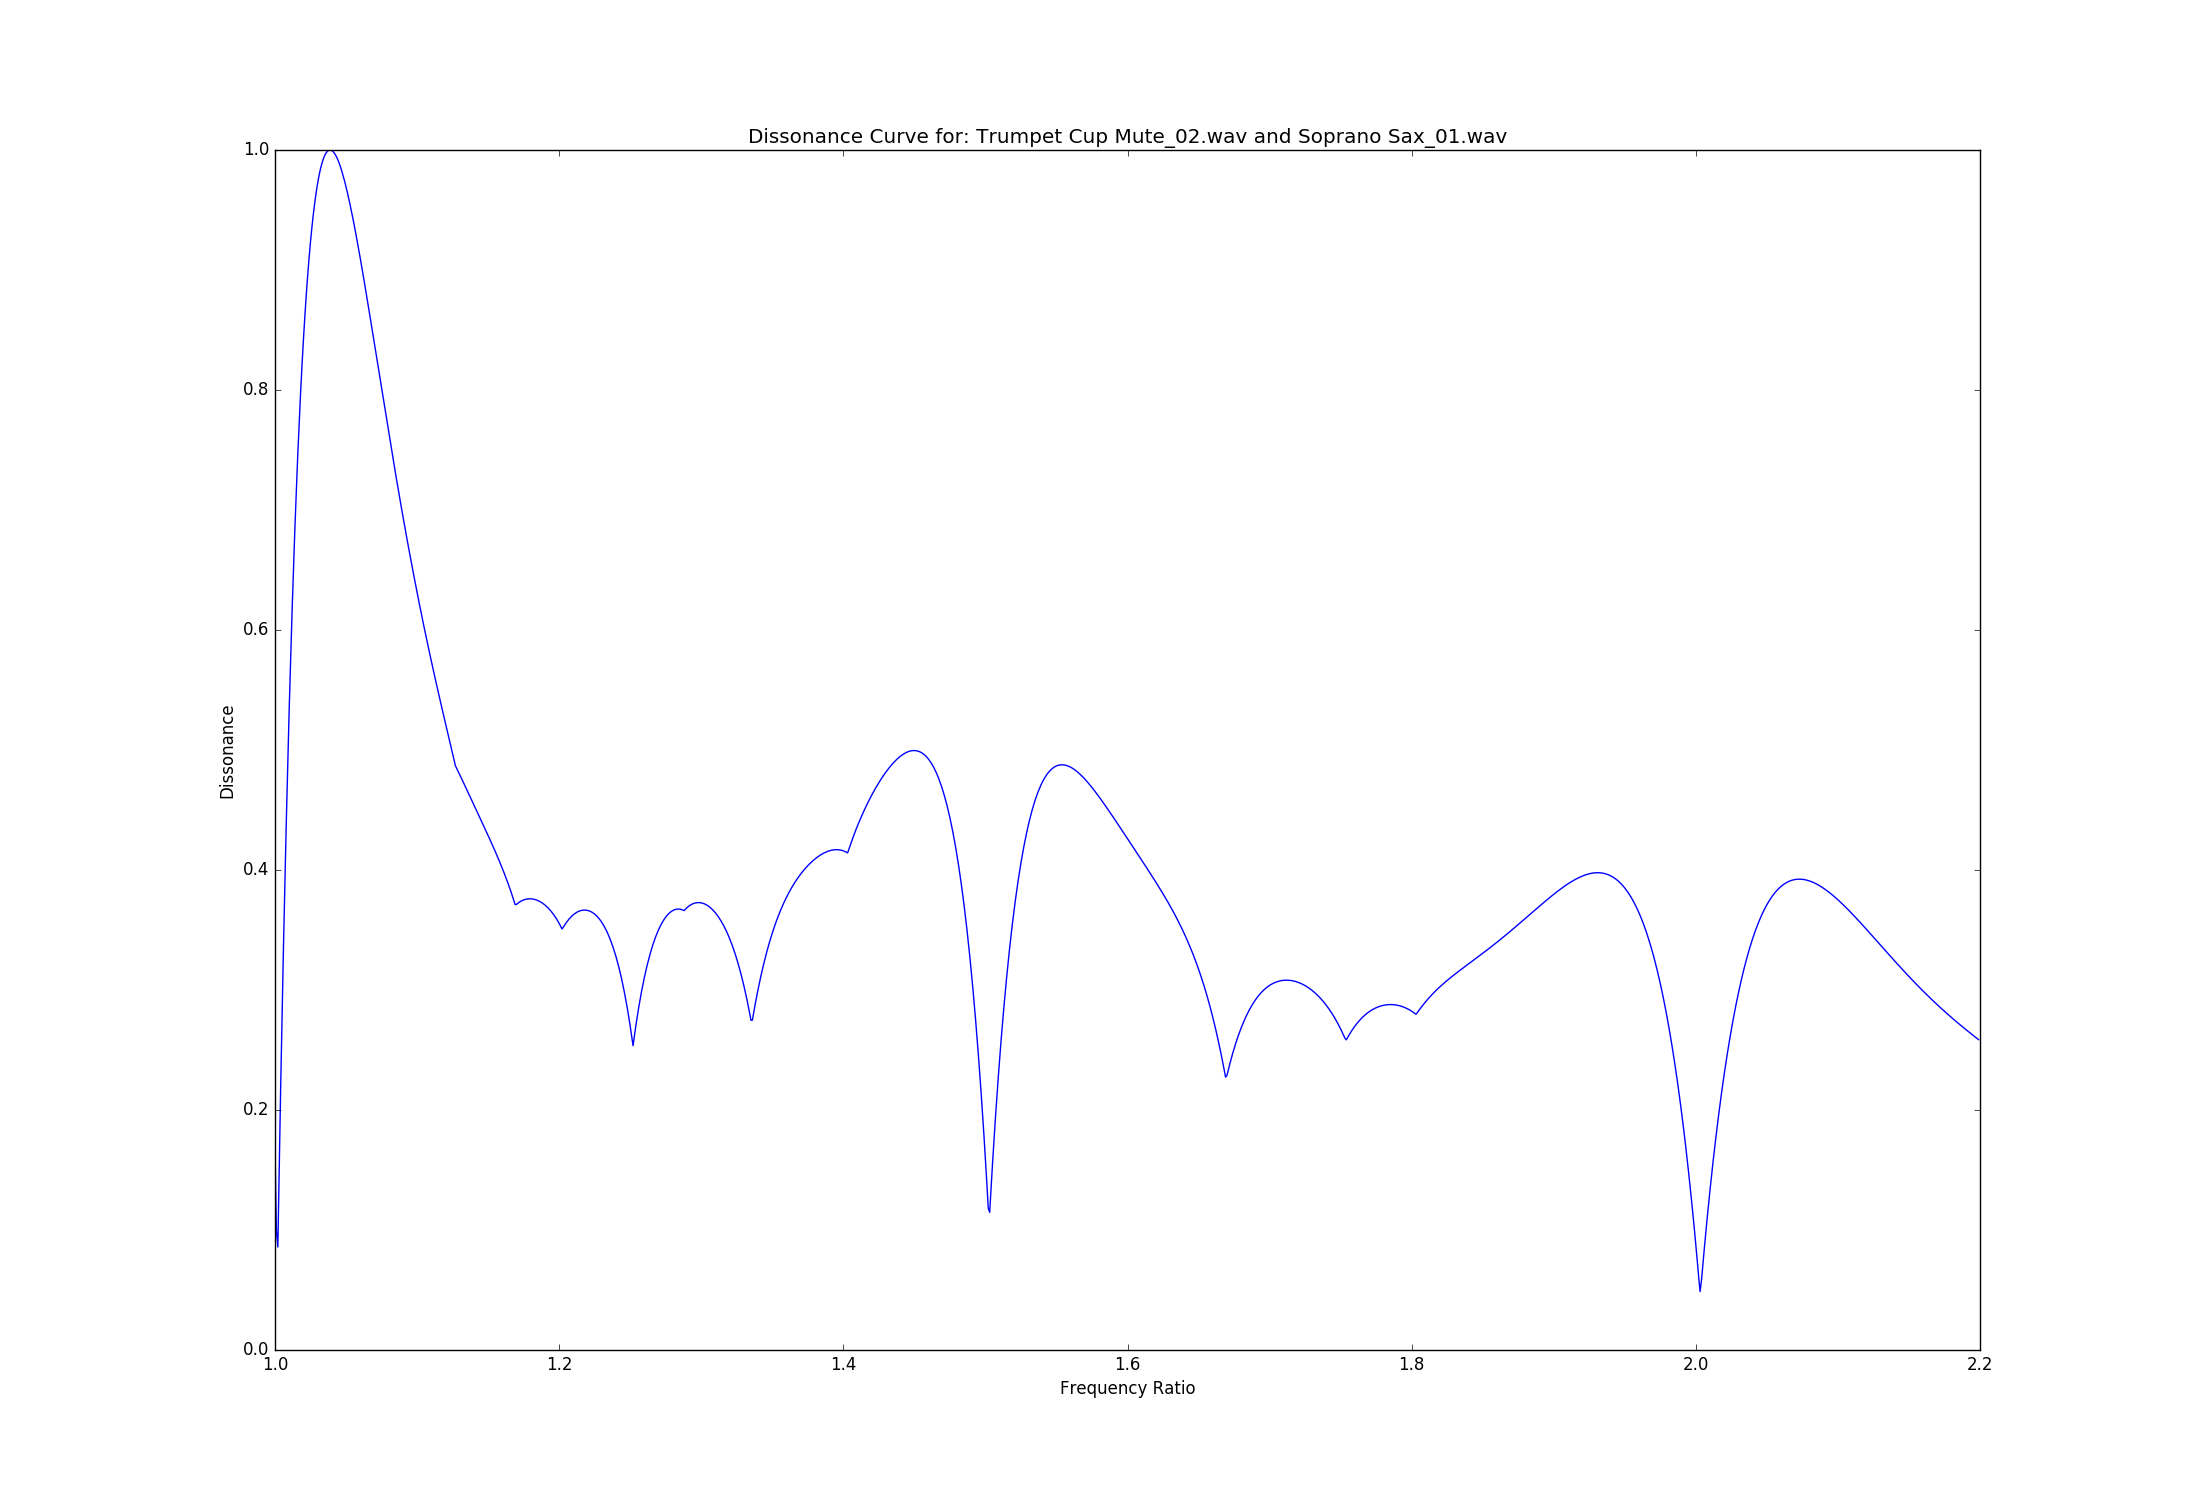 Dissonance Curve for: Trumpet Cup Mute_02.wav and Soprano Sax_01.wav
1.0
0.8
0.6
0.4
0.2
0.0
Dissonance
1.0 1.2 1.4 1.6 1.8 2.0 2.2
Frequency Ratio